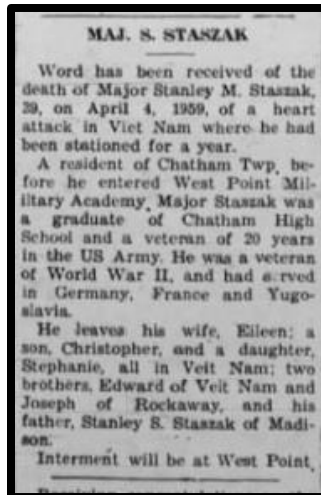 MAJ. S. STASZAK
Word has been received of the
death of Major Stanley M. Staszak,
39, on April 4, 1959, of a heart
attack in Viet Nam where he had
been stationed for a year.
A resident of Chatham Twp. be-
fore he entered West Point Mil-
ilitary Academy, Major Staszak was
a graduate of Chatham High
School and a veteran of 20 years
in the US Army. He was a veteran
of World War II, and had served
in Germany, France and Yugo-
slavia.
He leaves his wife, Eileen; a
son, Christopher, and a daughter,
Stephanie, all in Veit Nam; two
brothers, Edward of Veit Nam and
Joseph of Rockaway, and his
father, Stanley S. Staszak of Madi-
son.
Interment will be at West Point.